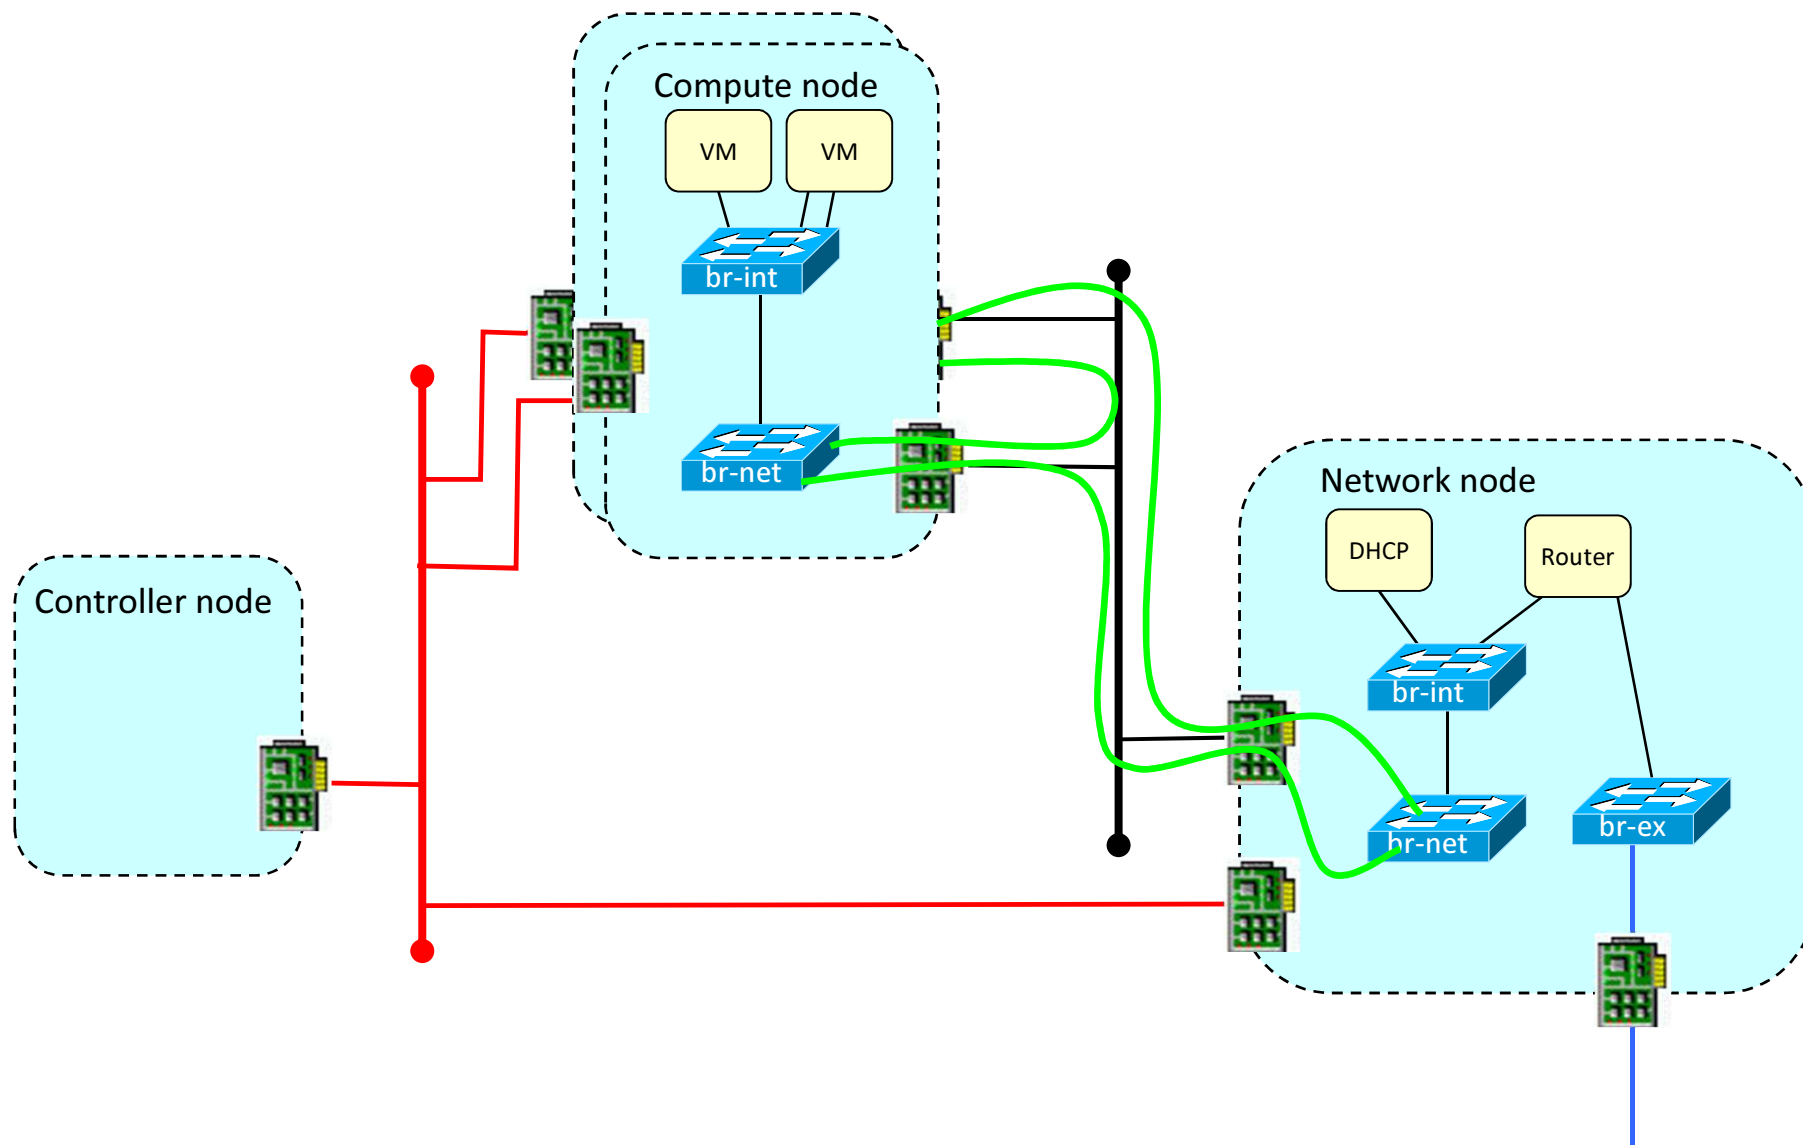 Compute node
VM
VM
br-int
br-net
Network node
DHCP
Router
Controller node
br-int
br-net
br-ex